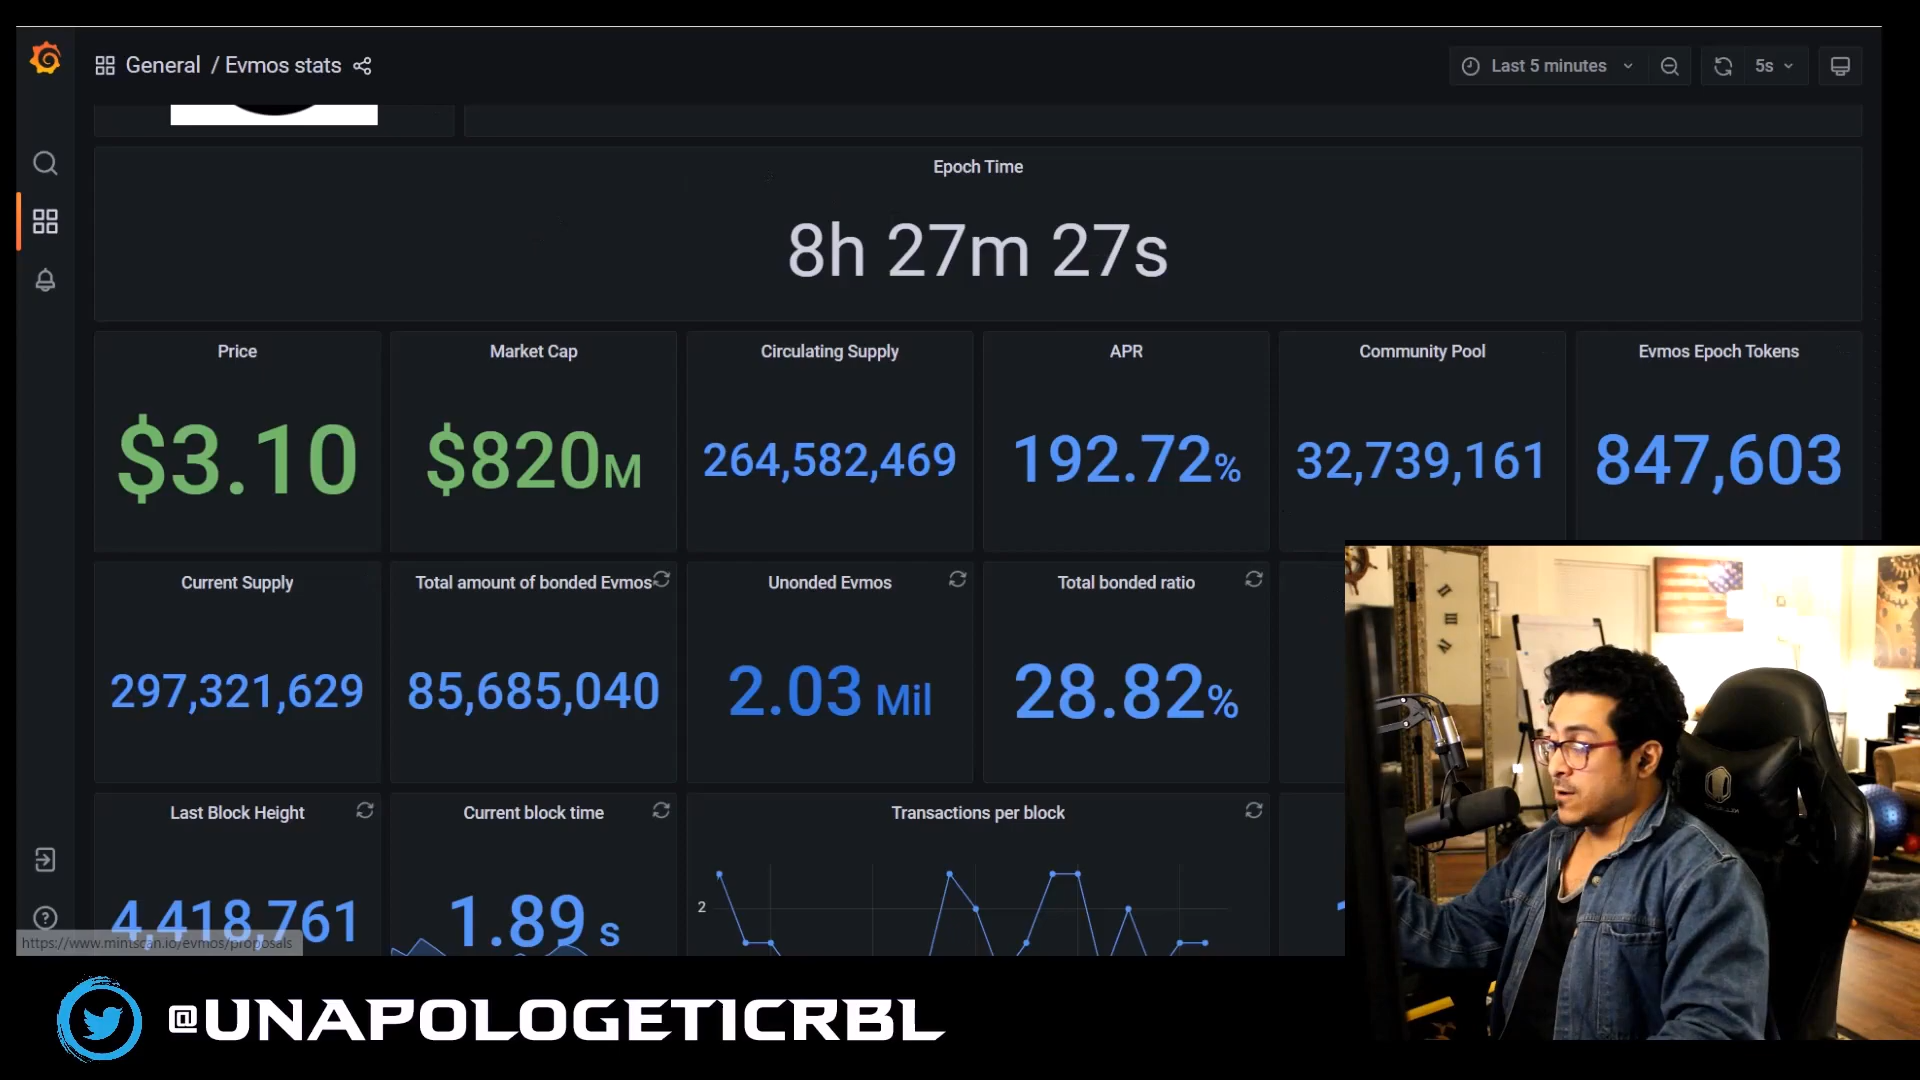 General / Evmos stats
Last 5 minutes
5s
Epoch Time
8h 27m 27s
Price
Market Cap
Circulating Supply
APR
Community Pool
Evmos Epoch Tokens
$3.10
$820M
264,582,469
192.72%
32,739,161
847,603
Current Supply
Total amount of bonded Evmos
Unonded Evmos
Total bonded ratio
297,321,629
85,685,040
2.03 Mil
28.82%
Last Block Height
Current block time
Transactions per block
4,418,761
1.89 s
2
https://www.mintscan.io/evmos/proposals
@UNAPOLOGETICRBL